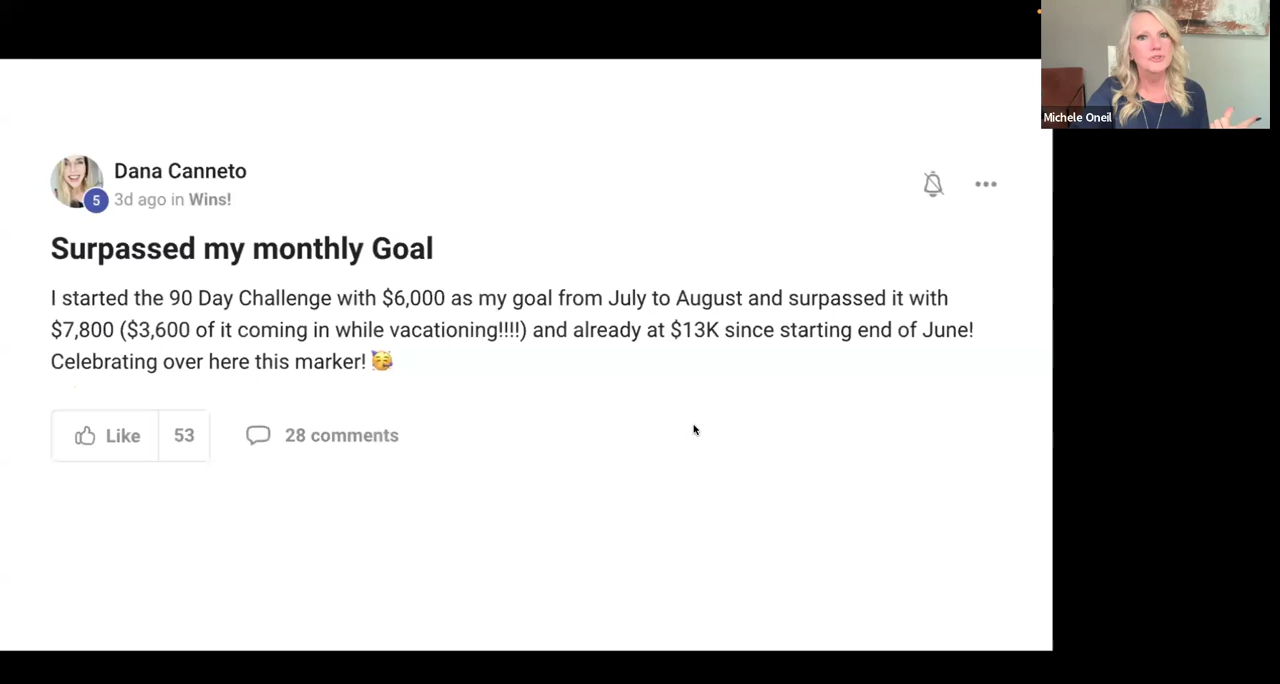 Michele Oneil
Dana Canneto
5
3d ago in Wins!
Surpassed my monthly Goal
I started the 90 Day Challenge with $6,000 as my goal from July to August and surpassed it with
$7,800 ($3,600 of it coming in while vacationing!!!!) and already at $13K since starting end of June!
Celebrating over here this marker! 🥳
Like 53 28 comments